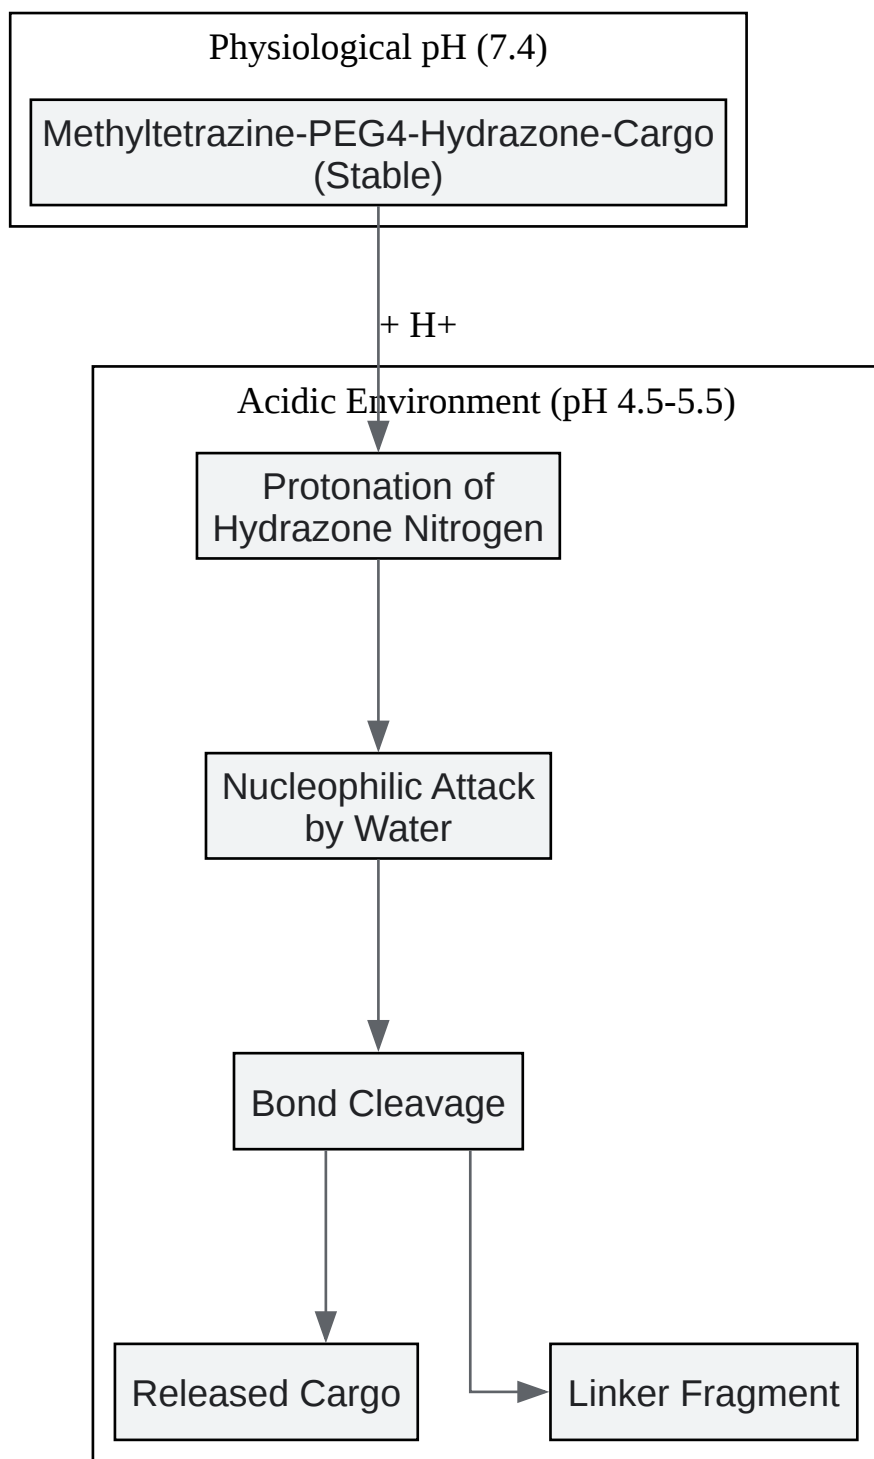 Physiological pH (7.4)
Methyltetrazine-PEG4-Hydrazone-Cargo
(Stable)
+ H+
Acidic Environment (pH 4.5-5.5)
Protonation of
Hydrazone Nitrogen
Nucleophilic Attack
by Water
Bond Cleavage
Released Cargo
Linker Fragment